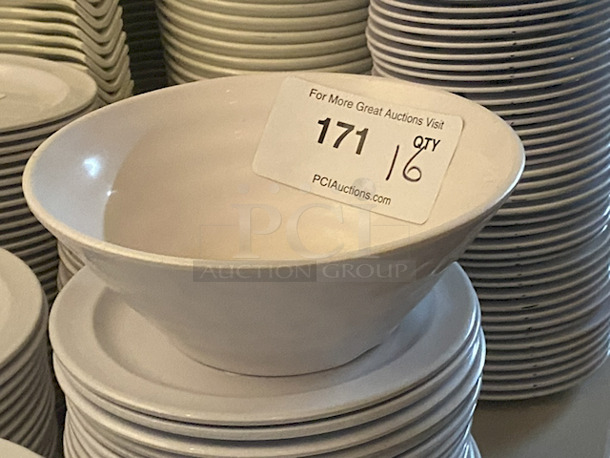 For More Great Auctions Visit
171 QTY
16
PCIAuctions.com
PCI
AUCTION GROUP